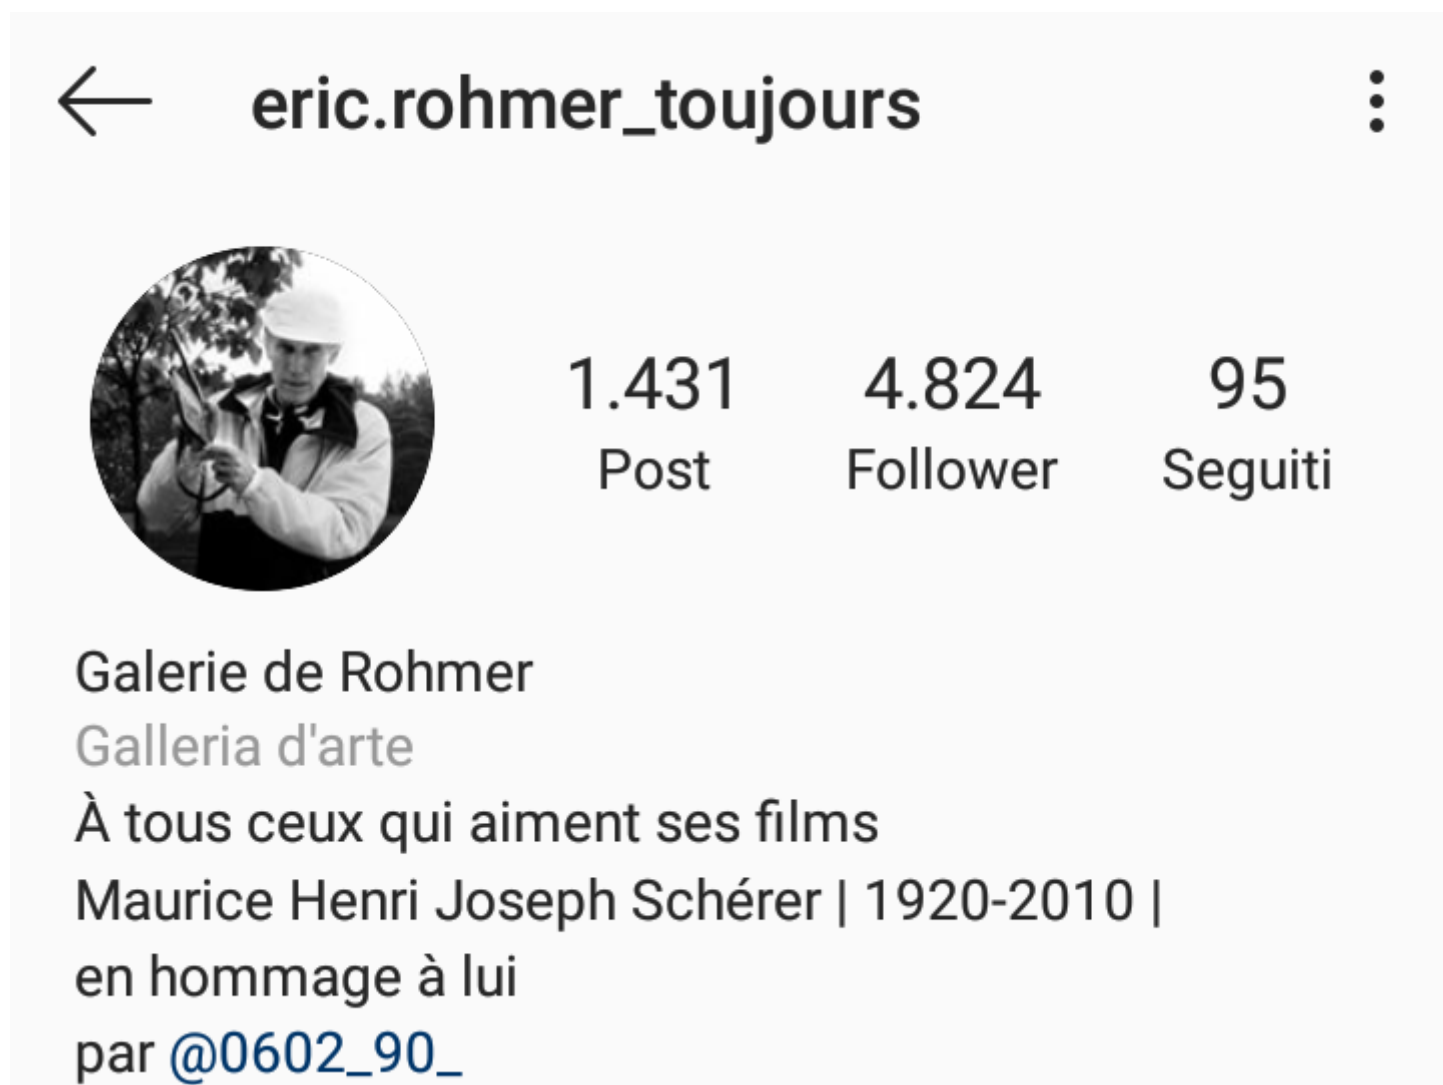 eric.rohmer_toujours
1.431 4.824 95
Post Follower Seguiti
Galerie de Rohmer
Galleria d'arte
À tous ceux qui aiment ses films
Maurice Henri Joseph Schérer | 1920-2010 |
en hommage à lui
par @0602_90_